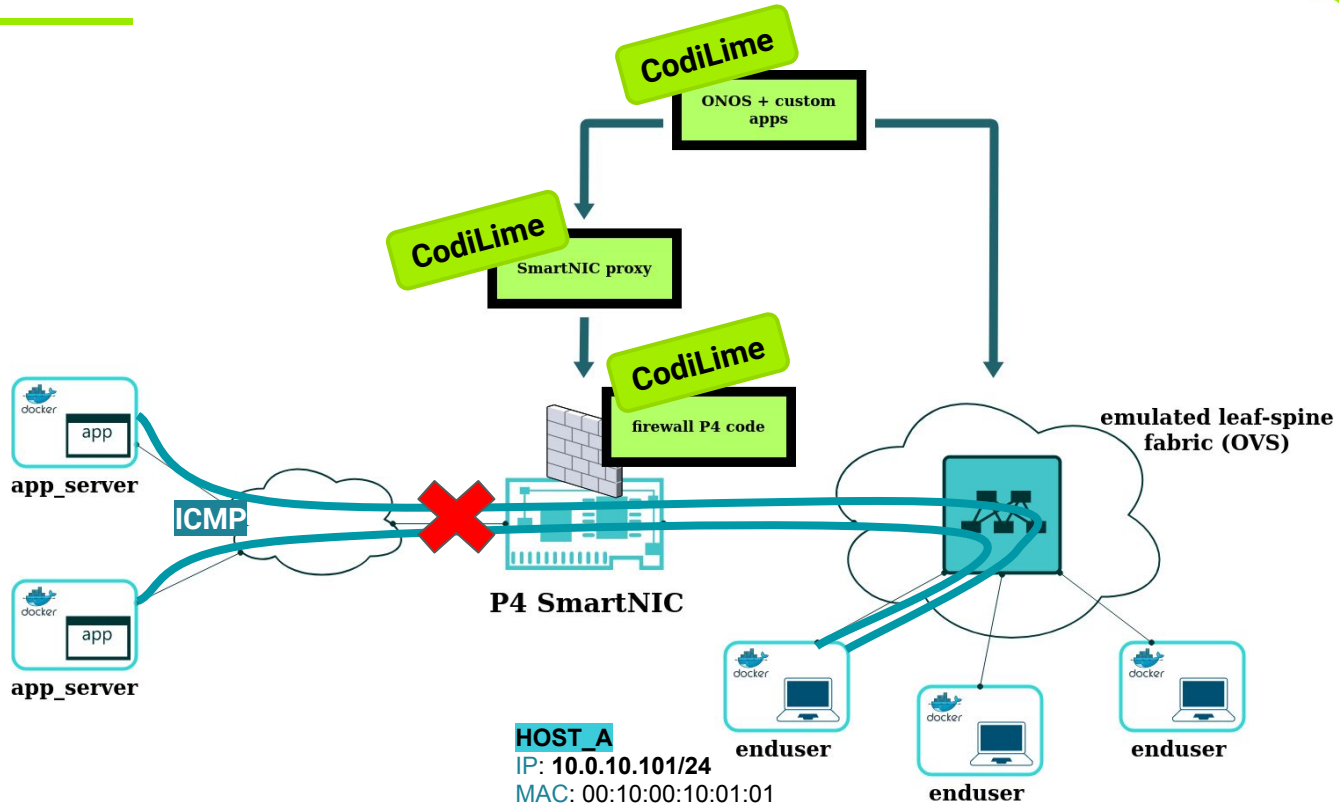 CodiLime
ONOS + custom
apps
CodiLime
SmartNIC proxy
CodiLime
firewall P4 code
emulated leaf-spine
fabric (OVS)
docker
app
app_server
ICMP
P4 SmartNIC
docker
app
app_server
docker
enduser
docker
enduser
docker
enduser
HOST_A
IP: 10.0.10.101/24
MAC: 00:10:00:10:01:01